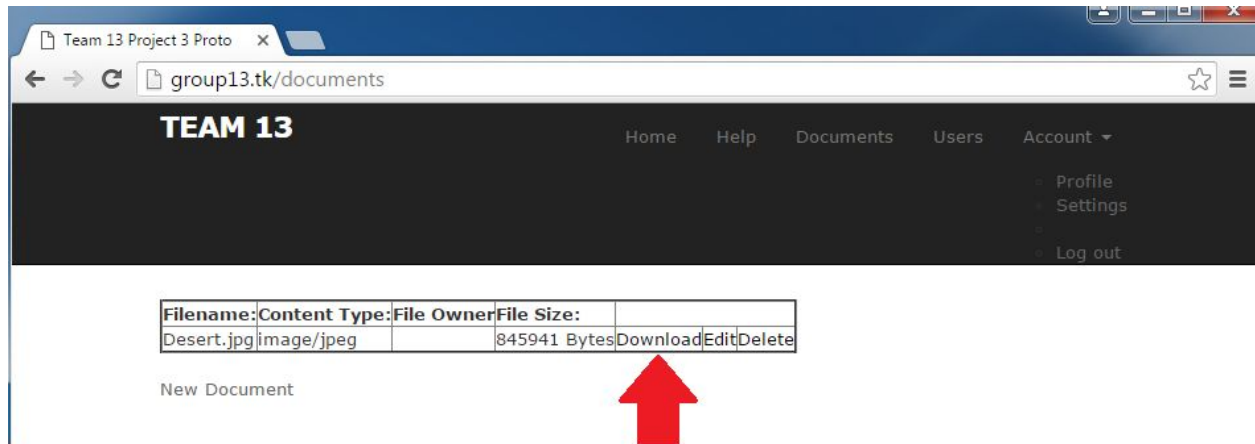 Team 13 Project 3 Proto
group13.tk/documents
TEAM 13
Home Help Documents Users Account
Profile
Settings
Log out
Filename: Content Type: File Owner File Size:
Desert.jpg image/jpeg 845941 Bytes Download Edit Delete
New Document